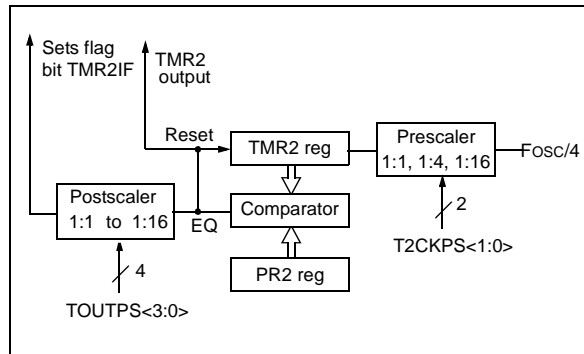 Sets flag
bit TMR2IF
TMR2
output
Reset
TMR2 reg
Prescaler
1:1, 1:4, 1:16
FOSC/4
Postscaler
1:1 to 1:16
EQ
Comparator
2
T2CKPS<1:0>
4
PR2 reg
TOUTPS<3:0>